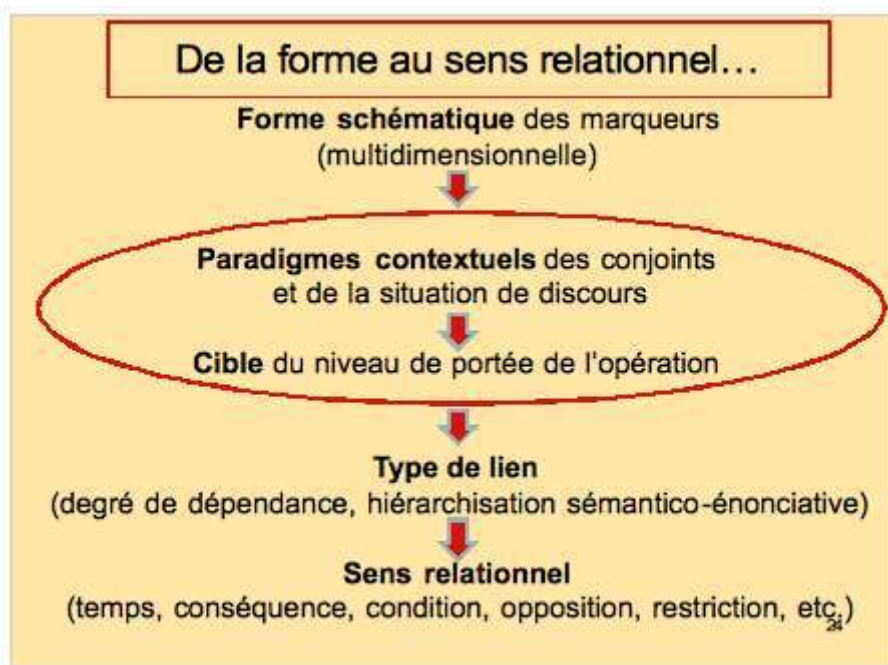 De la forme au sens relationnel…
Forme schématique des marqueurs
(multidimensionnelle)
Paradigmes contextuels des conjoints
et de la situation de discours
Cible du niveau de portée de l'opération
Type de lien
(degré de dépendance, hiérarchisation sémantico-énonciative)
Sens relationnel
(temps, conséquence, condition, opposition, restriction, etc.)
24